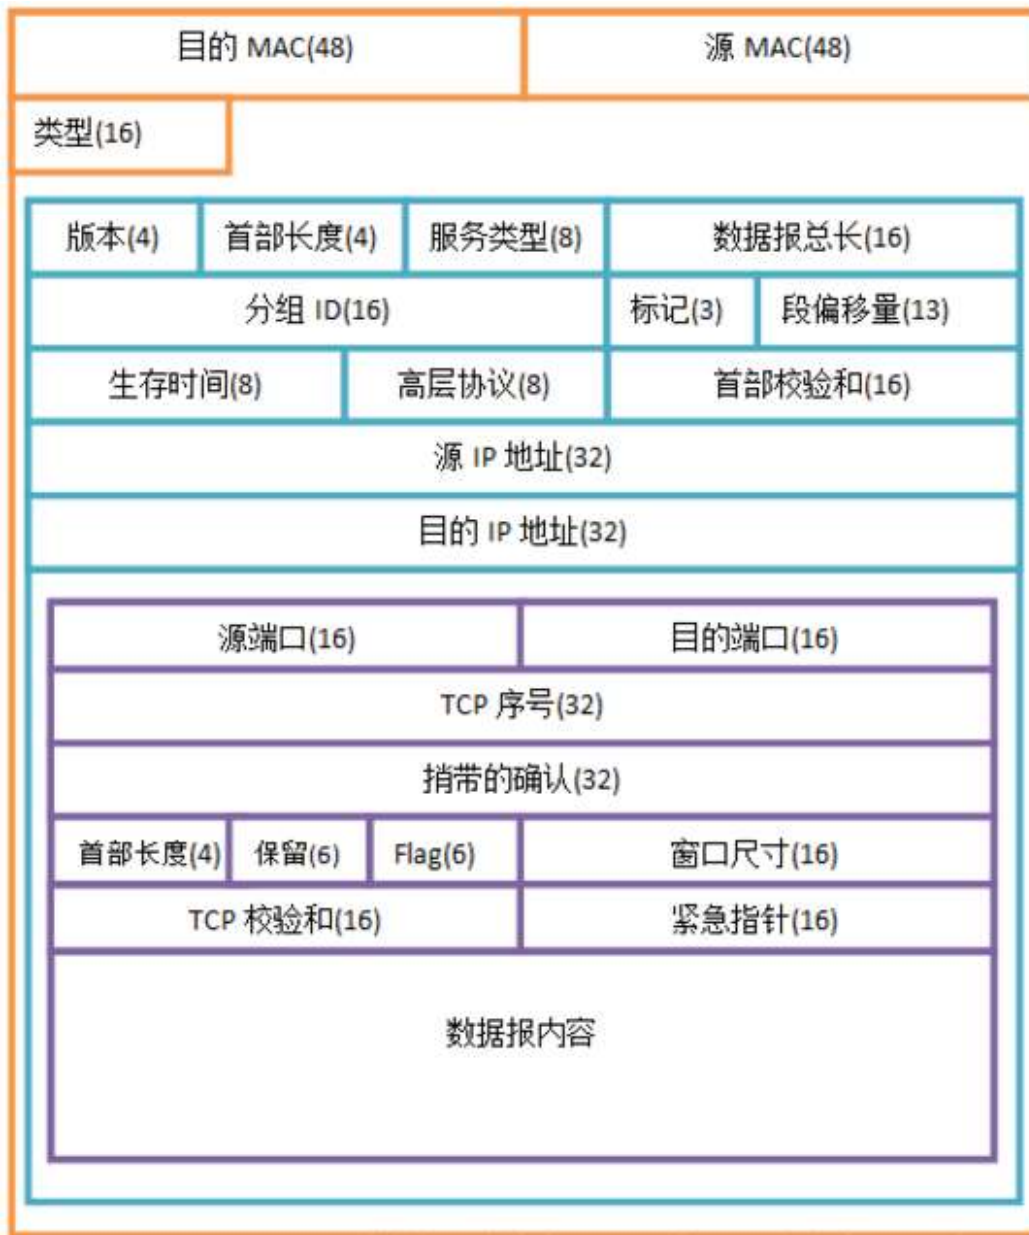 目的 MAC(48) 源 MAC(48)
类型(16)
版本(4) 首部长度(4) 服务类型(8) 数据报总长(16)
分组 ID(16) 标记(3) 段偏移量(13)
生存时间(8) 高层协议(8) 首部校验和(16)
源 IP 地址(32)
目的 IP 地址(32)
源端口(16) 目的端口(16)
TCP 序号(32)
捎带的确认(32)
首部长度(4) 保留(6) Flag(6) 窗口尺寸(16)
TCP 校验和(16) 紧急指针(16)
数据报内容